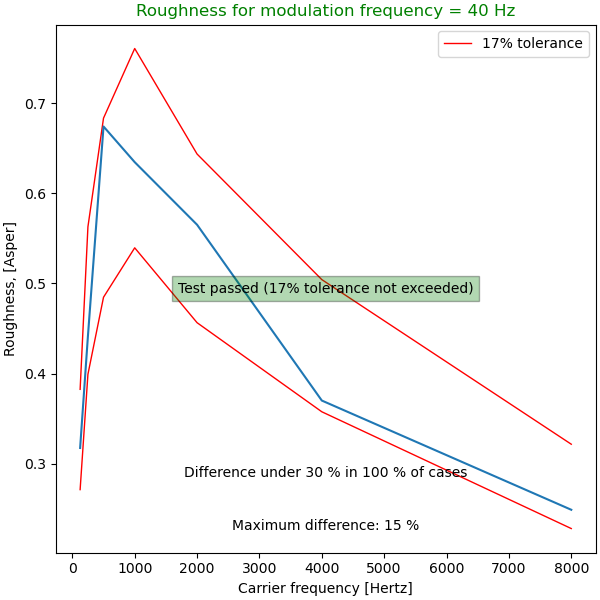 Roughness for modulation frequency = 40 Hz
17% tolerance
Roughness, [Asper]
0.7
0.6
0.5
0.4
0.3
Test passed (17% tolerance not exceeded)
Difference under 30 % in 100 % of cases
Maximum difference: 15 %
0 1000 2000 3000 4000 5000 6000 7000 8000
Carrier frequency [Hertz]